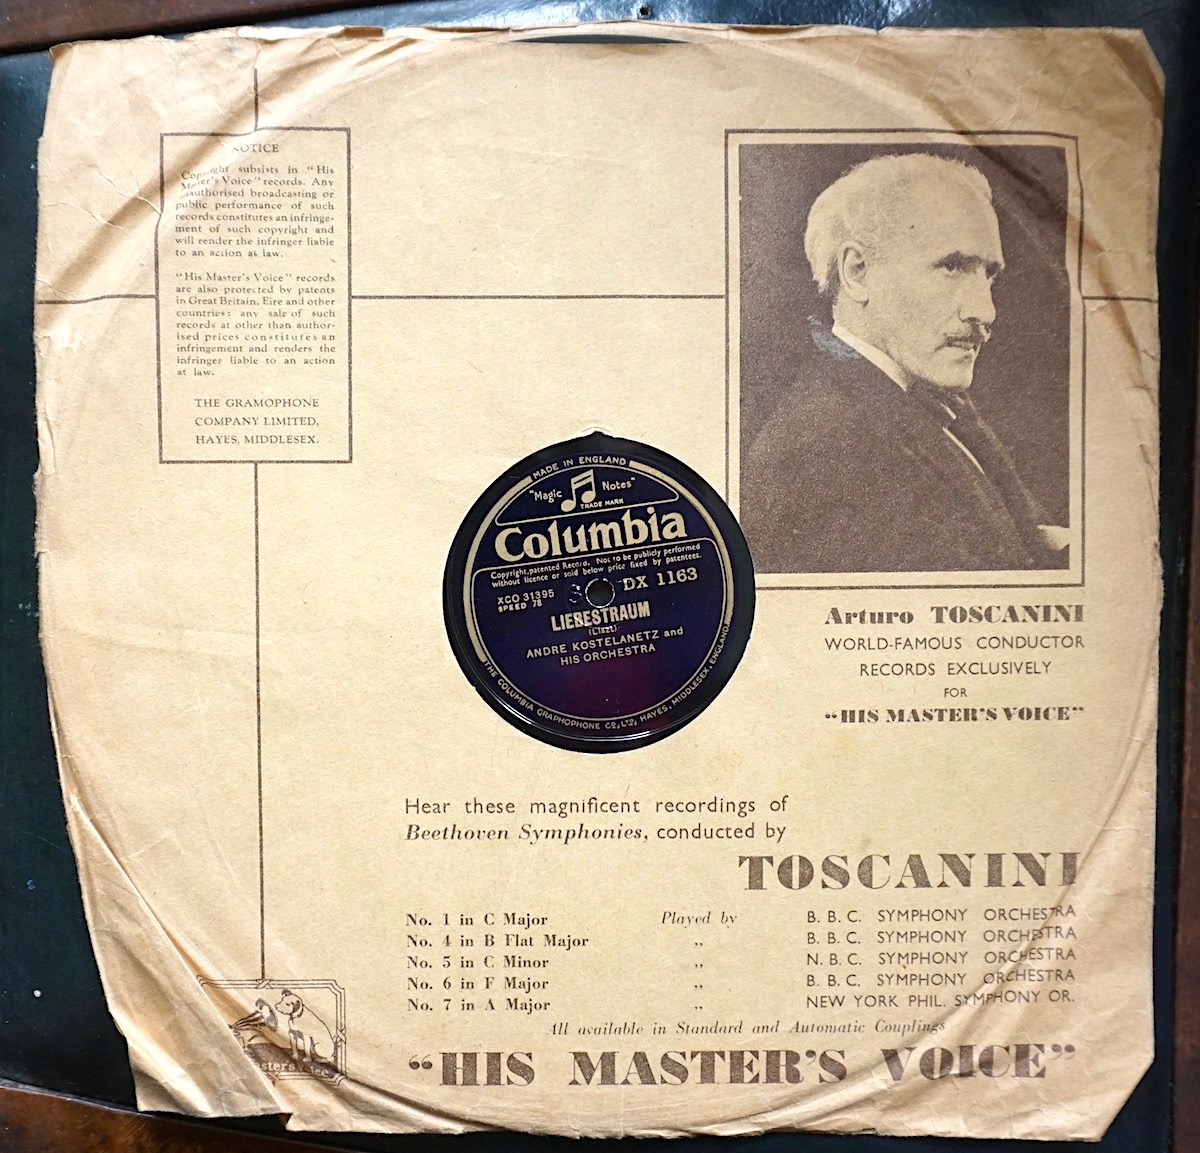 NOTICE
Copyright subsists in "His
Master's Voice" records. Any
unauthorised broadcasting or
public performance of such
records constitutes an infringe-
ment of such copyright and
will render the infringer liable
to an action at law.
"His Master's Voice" records
are also protected by patents
in Great Britain, Eire and other
countries: any sale of such
records at other than author-
ised prices constitutes an
infringement and renders the
infringer liable to an action
at law.
THE GRAMOPHONE
COMPANY LIMITED,
HAYES, MIDDLESEX.
MADE IN ENGLAND
"Magic Notes"
TRADE MARK
Columbia
Copyright, patented Record. Not to be publicly performed
without licence or sold below price fixed by patentees.
XCO 31395 DX 1163
SPEED 78
LIEBESTRAUM
(Liszt)
ANDRE KOSTELANETZ and
HIS ORCHESTRA
THE COLUMBIA GRAPHOPHONE CO., LTD., HAYES, MIDDLESEX, ENGLAND
Arturo TOSCANINI
WORLD-FAMOUS CONDUCTOR
RECORDS EXCLUSIVELY
FOR
"HIS MASTER'S VOICE"
Hear these magnificent recordings of
Beethoven Symphonies, conducted by
TOSCANINI
No. 1 in C Major Played by B. B. C. SYMPHONY ORCHESTRA
No. 4 in B Flat Major ,, B. B. C. SYMPHONY ORCHESTRA
No. 5 in C Minor ,, N. B. C. SYMPHONY ORCHESTRA
No. 6 in F Major ,, B. B. C. SYMPHONY ORCHESTRA
No. 7 in A Major ,, NEW YORK PHIL. SYMPHONY OR.
All available in Standard and Automatic Couplings
"HIS MASTER'S VOICE"